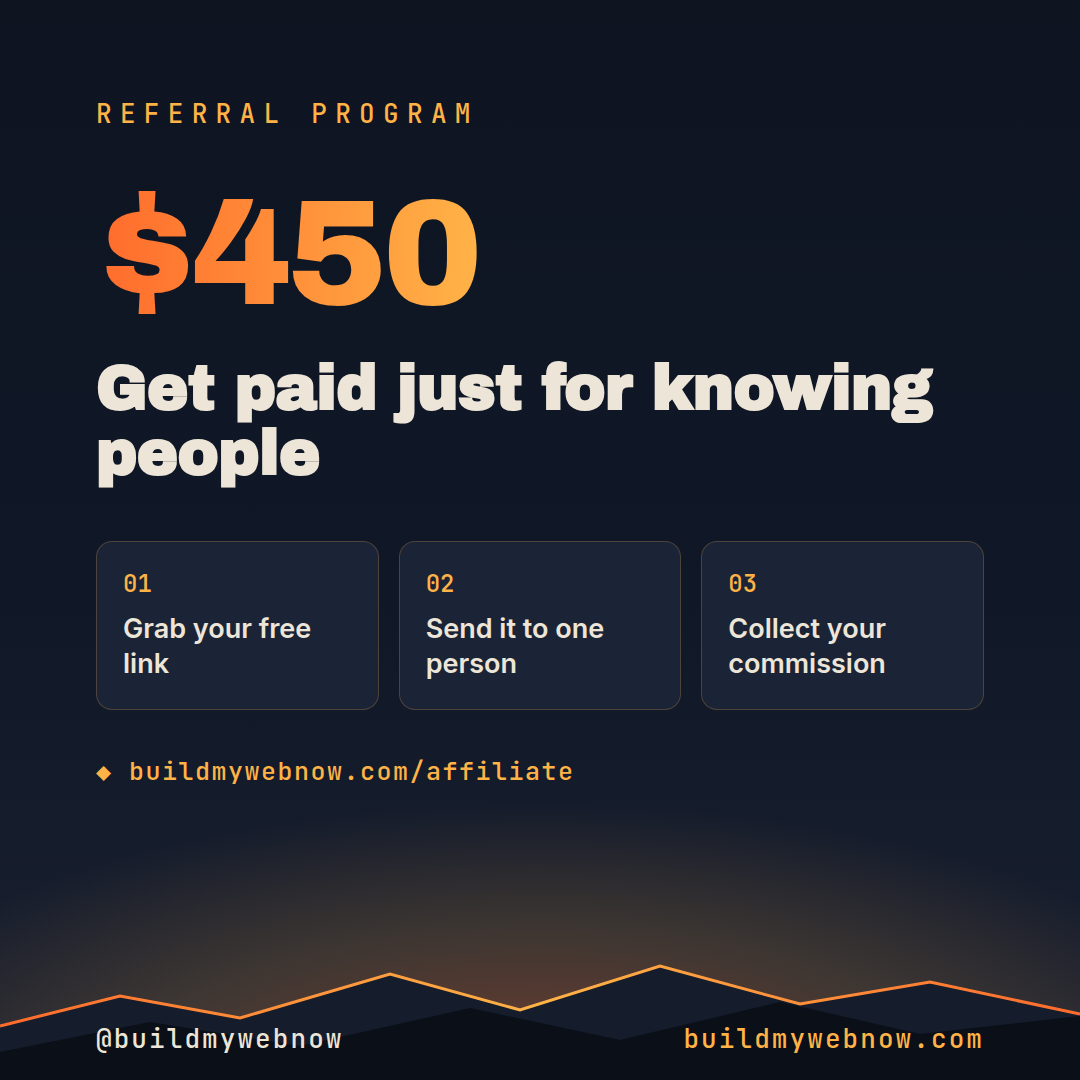 REFERRAL PROGRAM
$450
Get paid just for knowing
people
01
Grab your free
link
02
Send it to one
person
03
Collect your
commission
◆ buildmywebnow.com/affiliate
@buildmywebnow
buildmywebnow.com